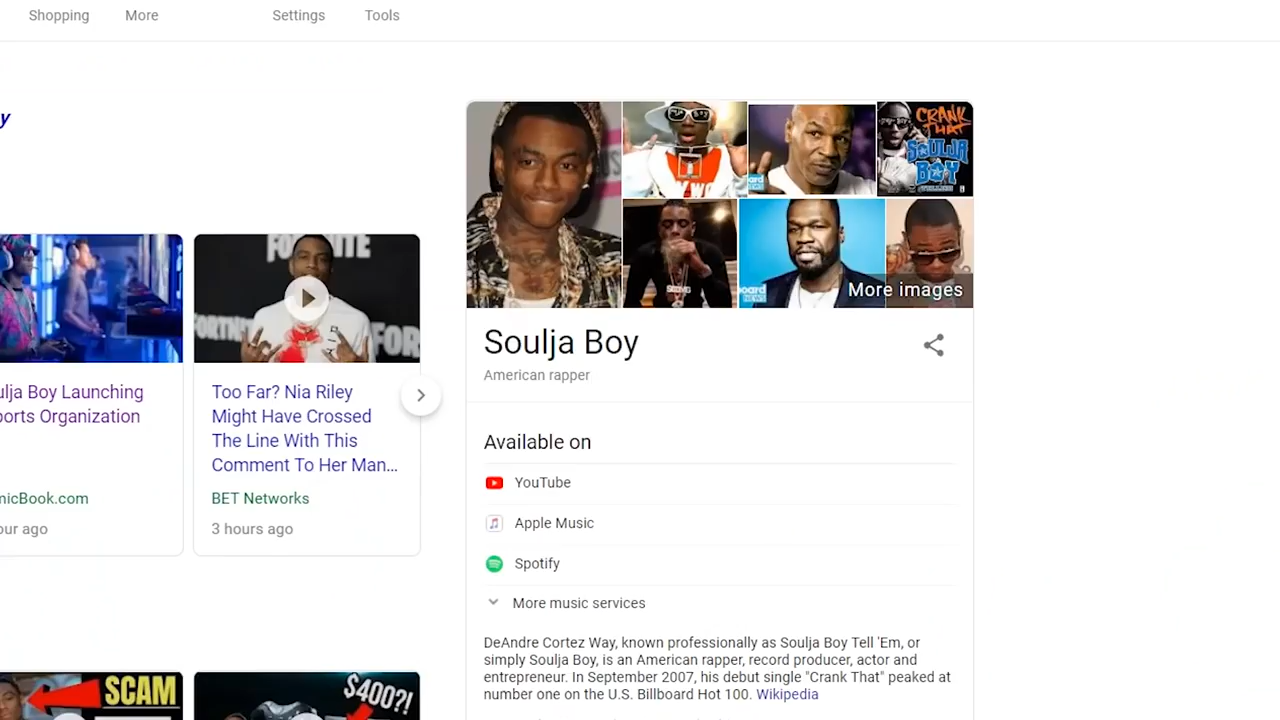 Shopping More Settings Tools
y
CRANK
THAT
SOULJA
BOY
More images
FORTNITE
FOR
Soulja Boy
American rapper
ulja Boy Launching
ports Organization
micBook.com
our ago
Too Far? Nia Riley
Might Have Crossed
The Line With This
Comment To Her Man...
BET Networks
3 hours ago
Available on
YouTube
Apple Music
Spotify
More music services
DeAndre Cortez Way, known professionally as Soulja Boy Tell 'Em, or
simply Soulja Boy, is an American rapper, record producer, actor and
entrepreneur. In September 2007, his debut single "Crank That" peaked at
number one on the U.S. Billboard Hot 100. Wikipedia
SCAM
$400?!